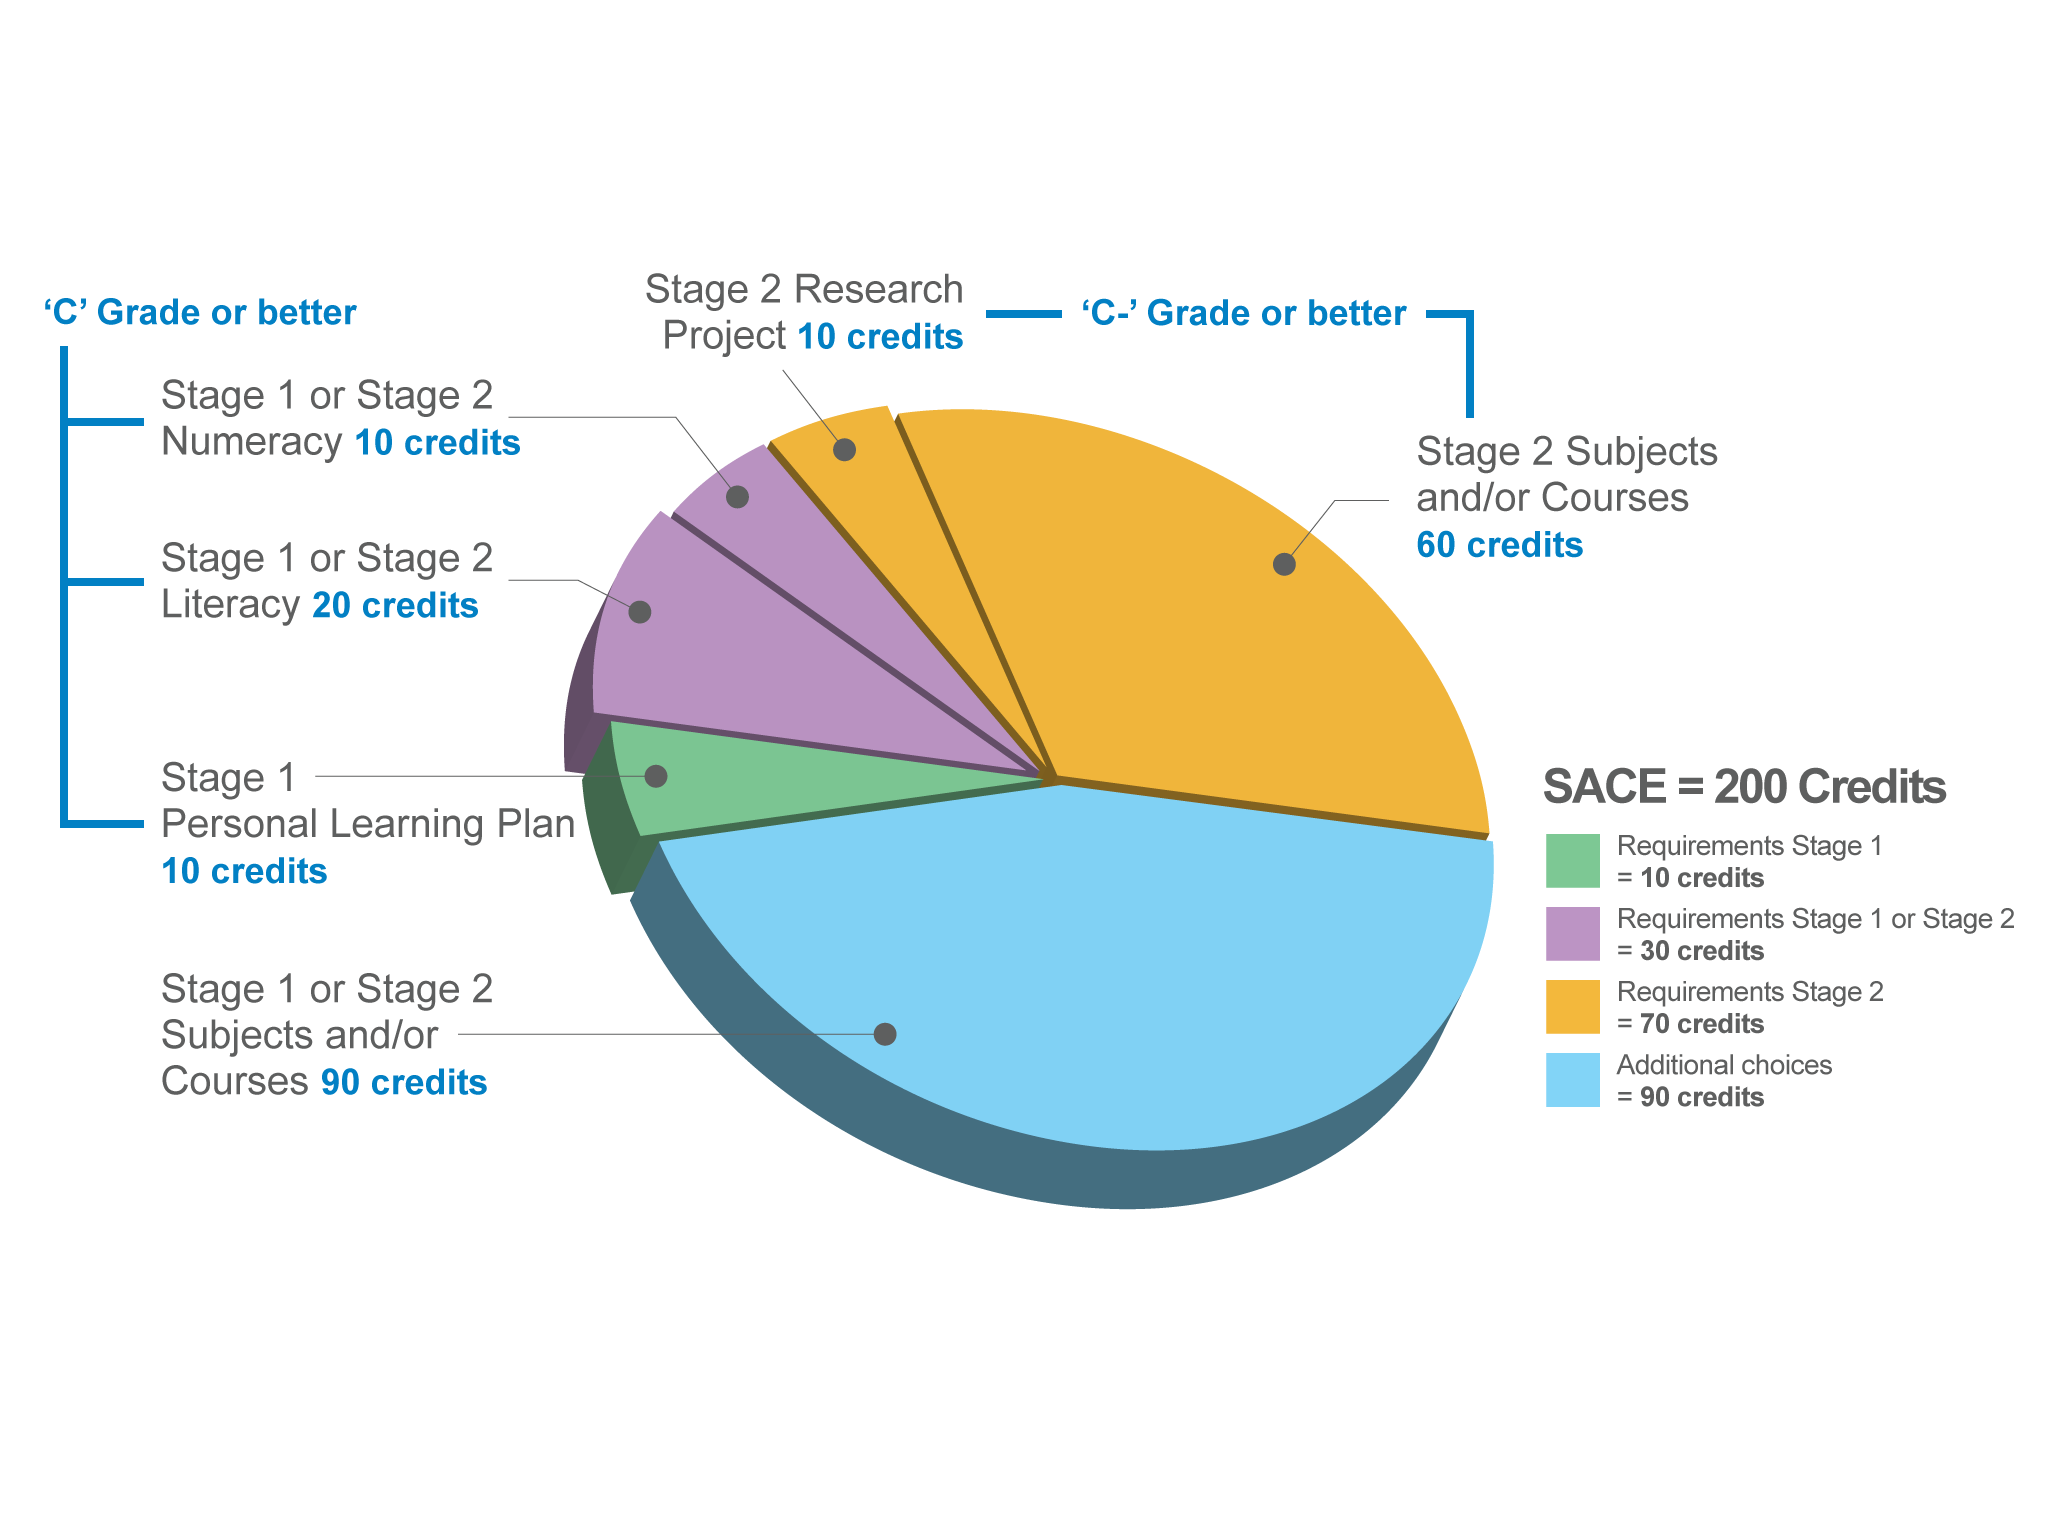 ‘C’ Grade or better
Stage 1 or Stage 2
Numeracy 10 credits
Stage 1 or Stage 2
Literacy 20 credits
Stage 1
Personal Learning Plan
10 credits
Stage 1 or Stage 2
Subjects and/or
Courses 90 credits
Stage 2 Research
Project 10 credits
‘C-’ Grade or better
Stage 2 Subjects
and/or Courses
60 credits
SACE = 200 Credits
Requirements Stage 1
= 10 credits
Requirements Stage 1 or Stage 2
= 30 credits
Requirements Stage 2
= 70 credits
Additional choices
= 90 credits